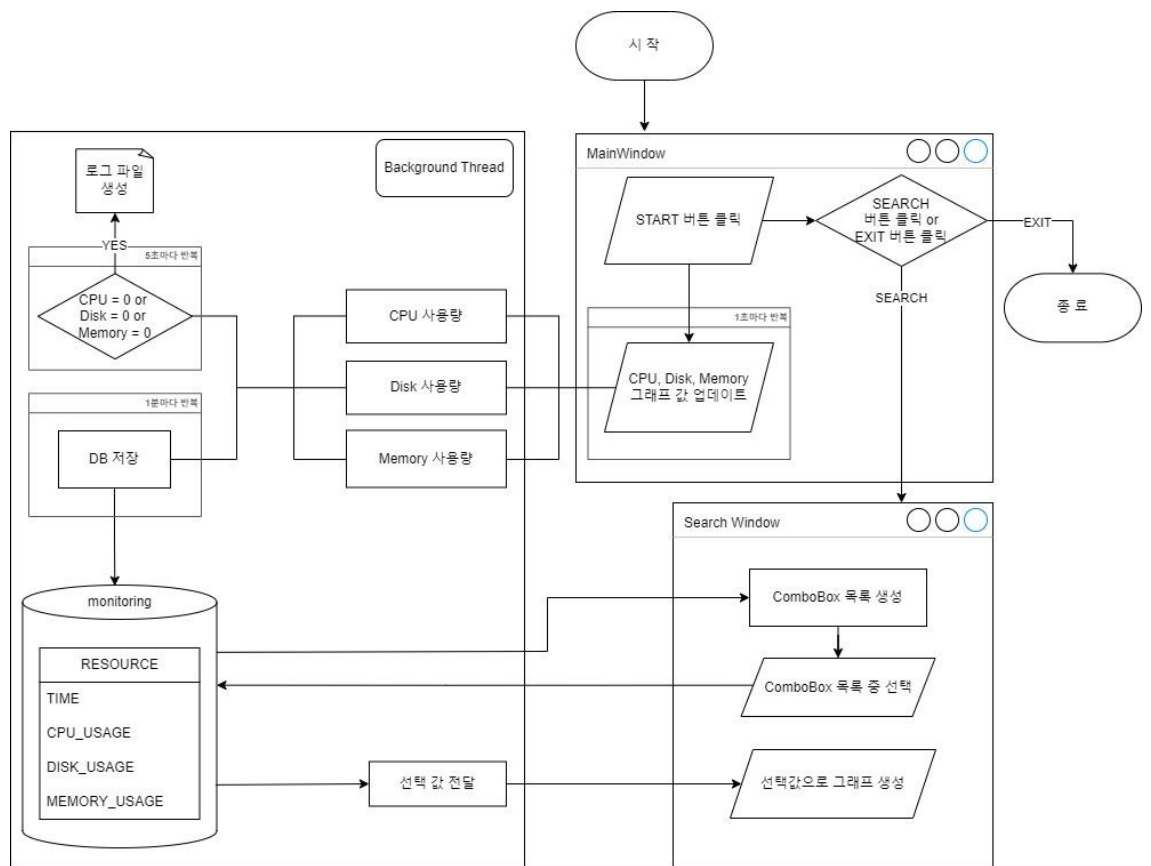 시 작
MainWindow
START 버튼 클릭
SEARCH
버튼 클릭 or
EXIT 버튼 클릭
EXIT
종 료
SEARCH
1초마다 반복
CPU, Disk, Memory
그래프 값 업데이트
Background Thread
로그 파일
생성
YES
5초마다 반복
CPU = 0 or
Disk = 0 or
Memory = 0
CPU 사용량
Disk 사용량
Memory 사용량
1분마다 반복
DB 저장
monitoring
RESOURCE
TIME
CPU_USAGE
DISK_USAGE
MEMORY_USAGE
선택 값 전달
Search Window
ComboBox 목록 생성
ComboBox 목록 중 선택
선택값으로 그래프 생성